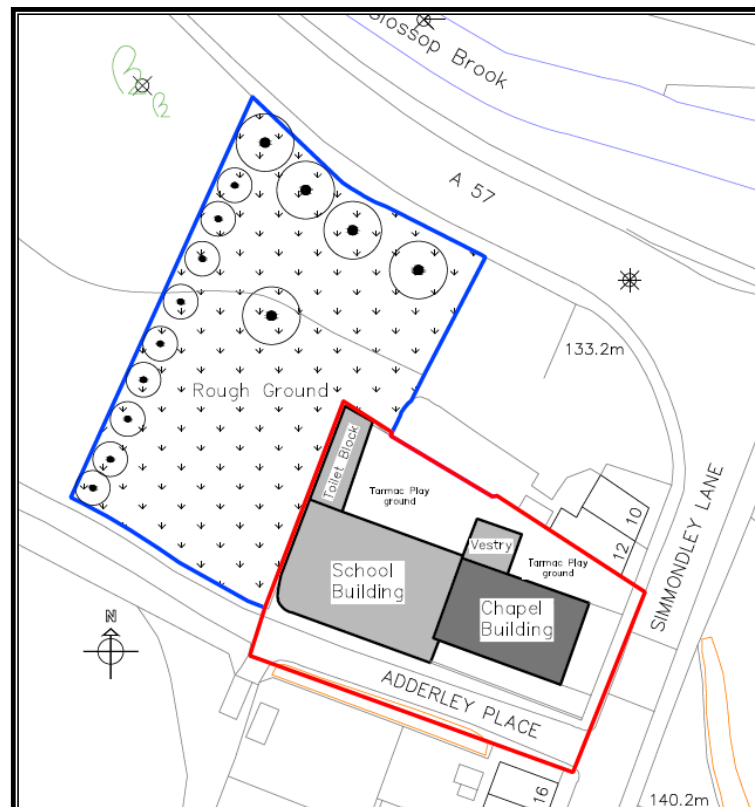 Glossop Brook
A 57
133.2m
Rough Ground
Toilet Block
Tarmac Play
ground
Vestry
Tarmac Play
ground
10
12
School
Building
Chapel
Building
SIMMONDLEY LANE
N
ADDERLEY PLACE
16
140.2m